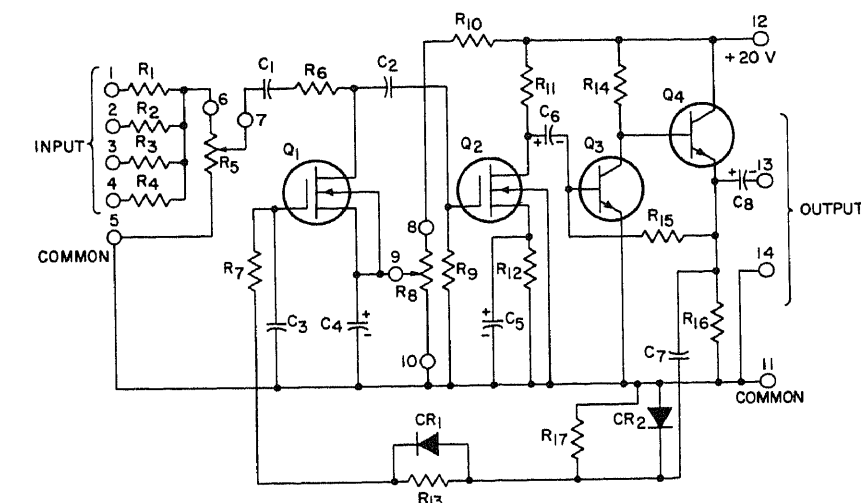 R10
12
+20 V
1
R1
C1
R6
C2
R11
R14
Q4
6
7
2
R2
C6
INPUT
3
R3
R5
Q1
Q2
+ -
Q3
4
R4
+ -
13
C8
5
COMMON
8
R15
OUTPUT
R7
9
R8
R9
R12
14
C3
C4
+
-
+
-
C5
R16
10
C7
11
COMMON
CR1
R17
CR2
R13